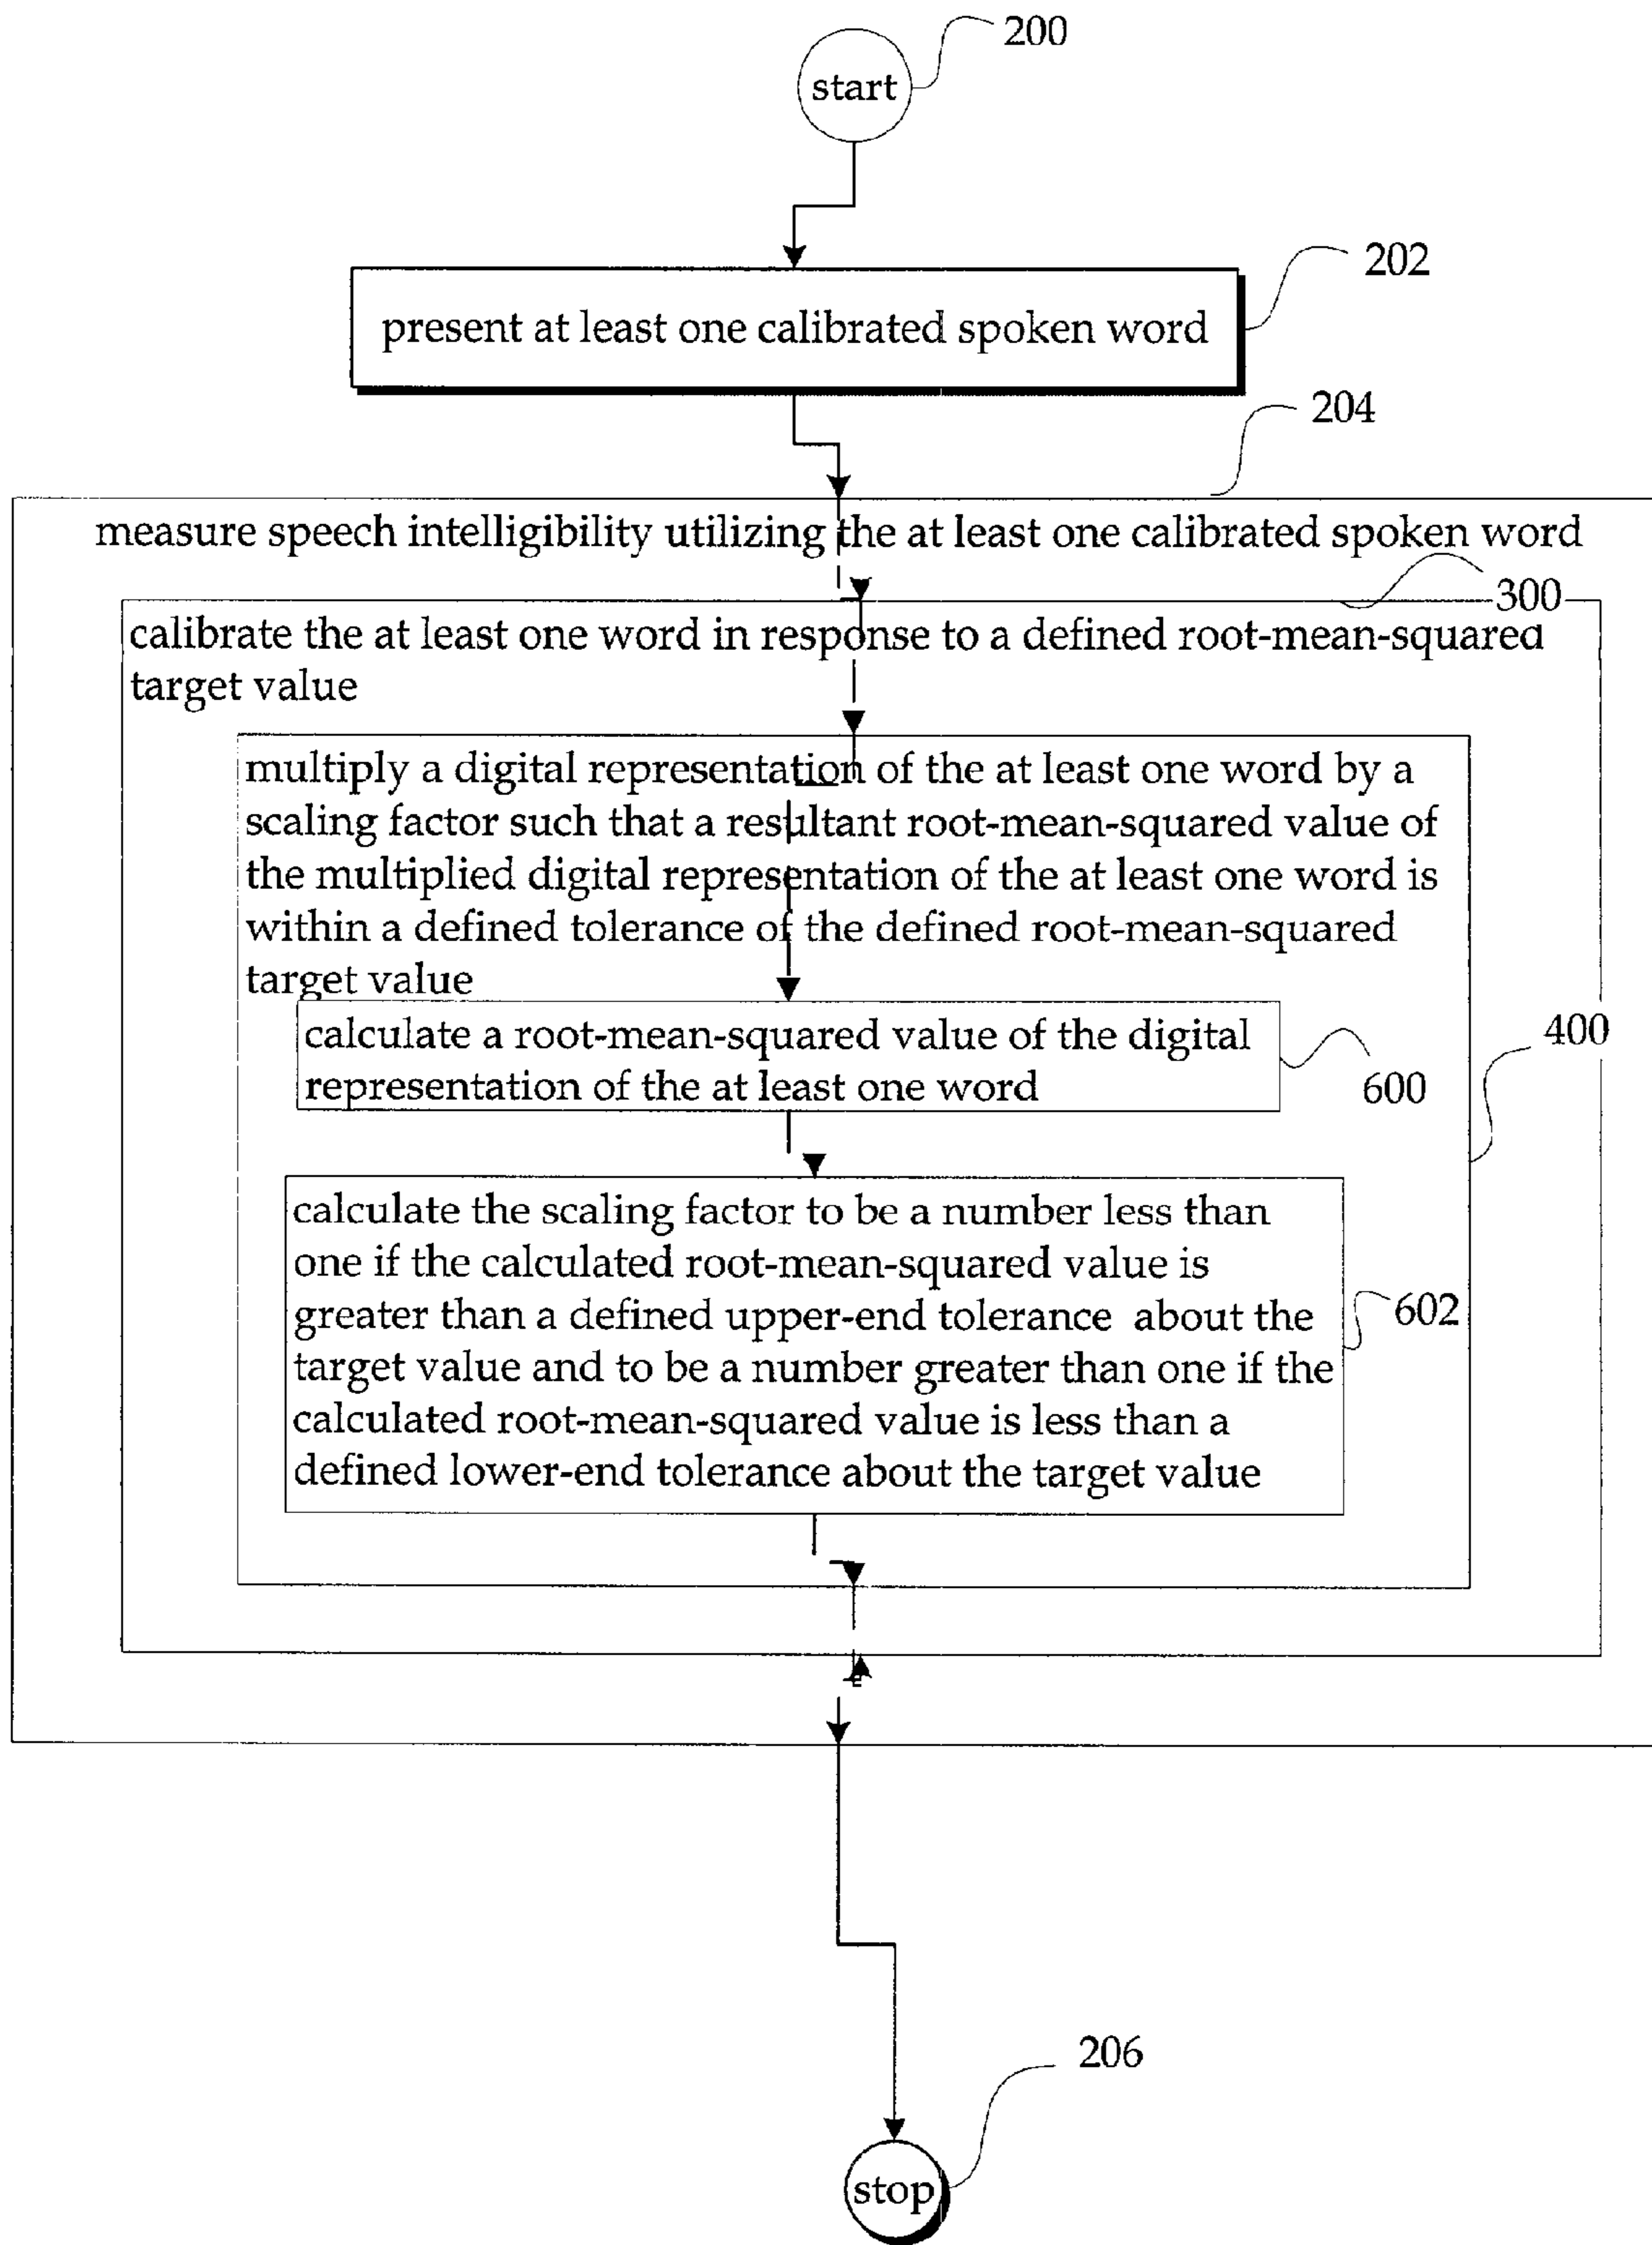 200
start
202
present at least one calibrated spoken word
204
measure speech intelligibility utilizing the at least one calibrated spoken word
300
calibrate the at least one word in response to a defined root-mean-squared
target value
multiply a digital representation of the at least one word by a
scaling factor such that a resultant root-mean-squared value of
the multiplied digital representation of the at least one word is
within a defined tolerance of the defined root-mean-squared
target value
calculate a root-mean-squared value of the digital
representation of the at least one word
400
600
calculate the scaling factor to be a number less than
one if the calculated root-mean-squared value is
greater than a defined upper-end tolerance about the
target value and to be a number greater than one if the
calculated root-mean-squared value is less than a
defined lower-end tolerance about the target value
602
206
stop